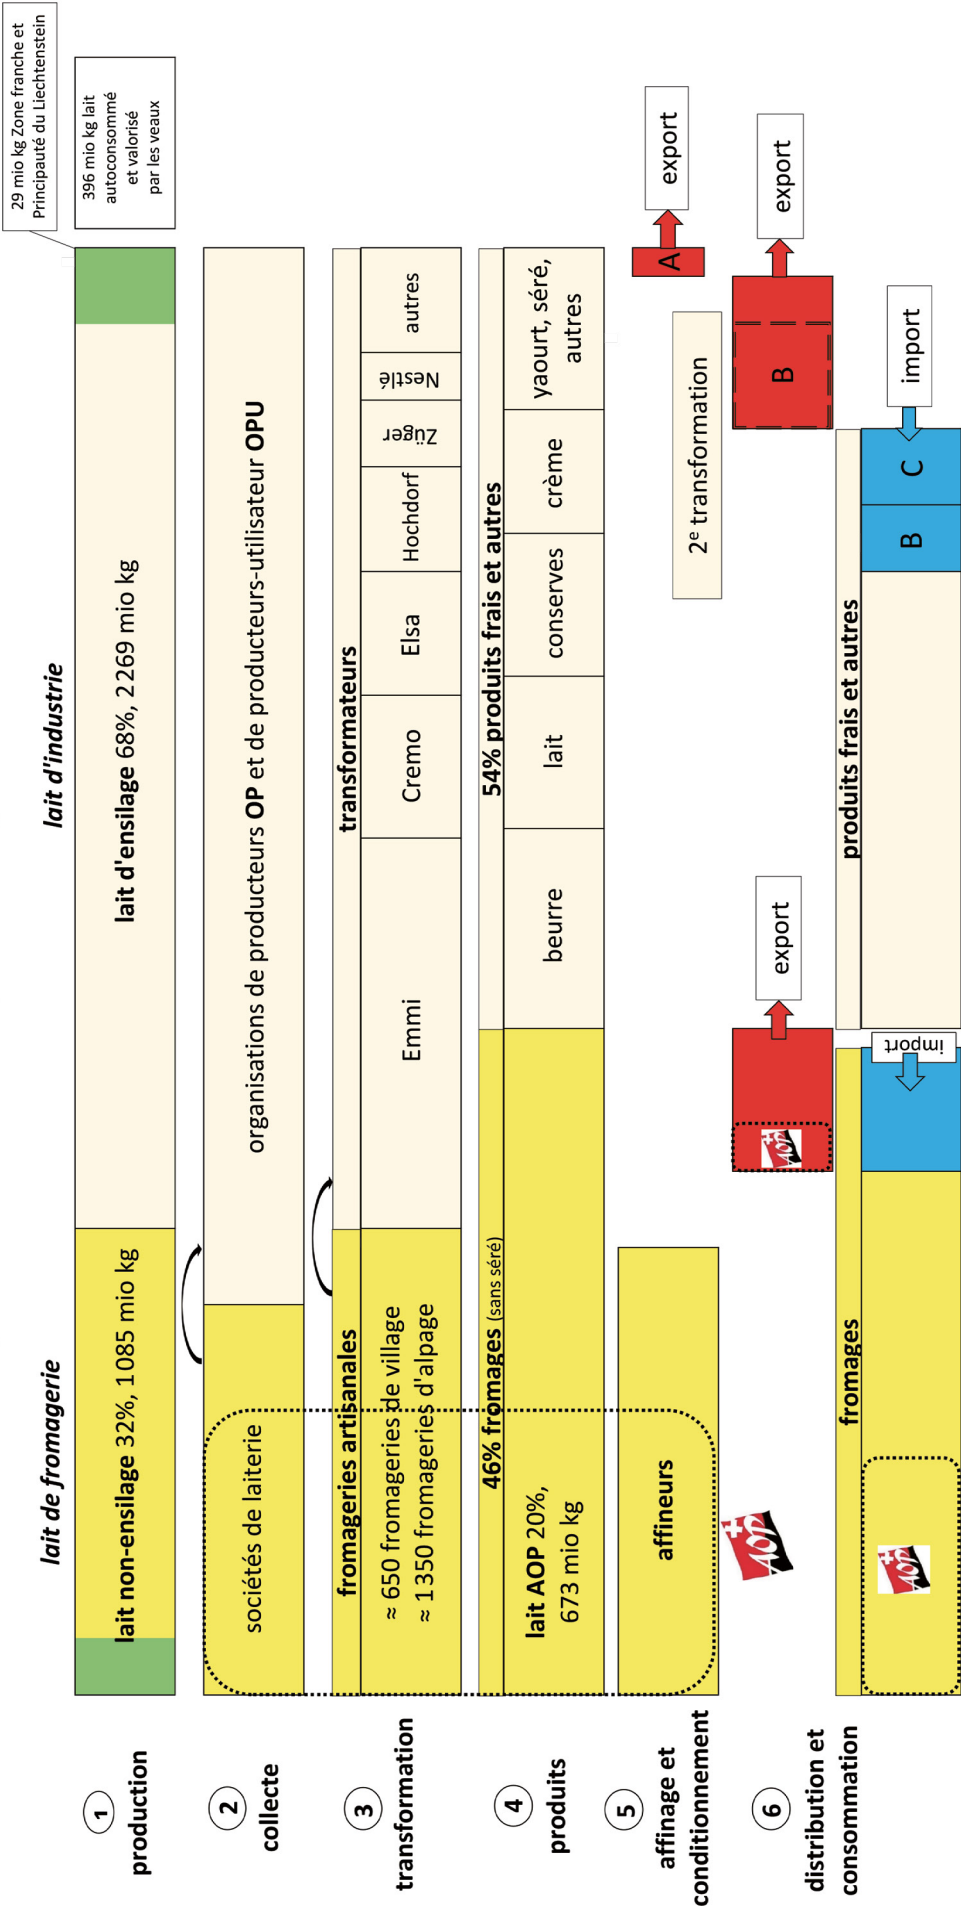 lait de fromagerie
lait d'industrie
29 mio kg Zone franche et
Principauté du Liechtenstein
1
production
lait non-ensilage 32%, 1085 mio kg
lait d'ensilage 68%, 2269 mio kg
396 mio kg lait
autoconsommé
et valorisé
par les veaux
2
collecte
sociétés de laiterie
organisations de producteurs OP et de producteurs-utilisateur OPU
3
transformation
fromageries artisanales
transformateurs
≈ 650 fromageries de village
≈ 1350 fromageries d'alpage
Emmi
Cremo
Elsa
Hochdorf
Züger
Nestlé
autres
4
produits
46% fromages (sans séré)
54% produits frais et autres
lait AOP 20%,
673 mio kg
beurre
lait
conserves
crème
yaourt, séré,
autres
5
affinage et
conditionnement
affineurs
2e transformation
A
export
AOP
6
distribution et
consommation
AOP
export
B
export
fromages
produits frais et autres
AOP
import
B
C
import